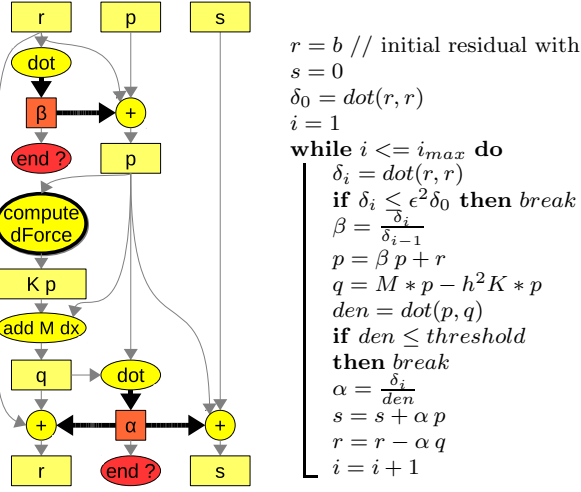 r p s
dot
β +
end ? p
compute
dForce
K p
add M dx
q dot
+ α +
r end ? s
r = b // initial residual with
s = 0
δ₀ = dot(r, r)
i = 1
while i <= i_max do
δᵢ = dot(r, r)
if δᵢ ≤ ϵ²δ₀ then break
β = δᵢ/δᵢ₋₁
p = β p + r
q = M ∗ p − h²K ∗ p
den = dot(p, q)
if den ≤ threshold
then break
α = δᵢ/den
s = s + α p
r = r − α q
i = i + 1